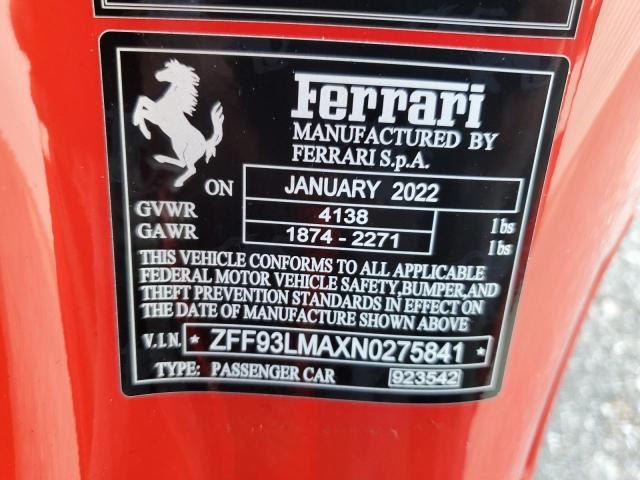 Ferrari
MANUFACTURED BY
FERRARI S.p.A.
ON JANUARY 2022
GVWR 4138 lbs
GAWR 1874 - 2271 lbs
THIS VEHICLE CONFORMS TO ALL APPLICABLE
FEDERAL MOTOR VEHICLE SAFETY,BUMPER,AND
THEFT PREVENTION STANDARDS IN EFFECT ON
THE DATE OF MANUFACTURE SHOWN ABOVE
V.I.N. * ZFF93LMAXN0275841 *
TYPE: PASSENGER CAR 923542